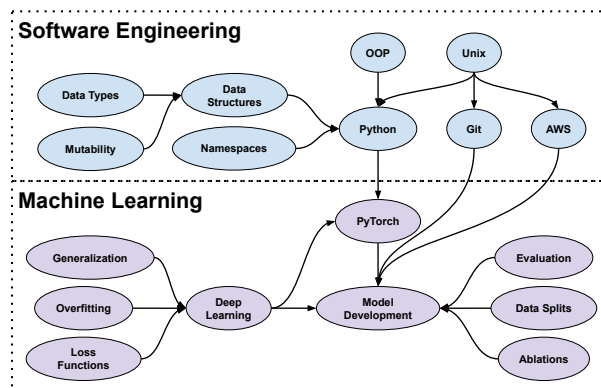 Software Engineering
OOP
Unix
Data Types
Data
Structures
Mutability
Namespaces
Python
Git
AWS
Machine Learning
PyTorch
Generalization
Evaluation
Overfitting
Deep
Learning
Model
Development
Data Splits
Loss
Functions
Ablations